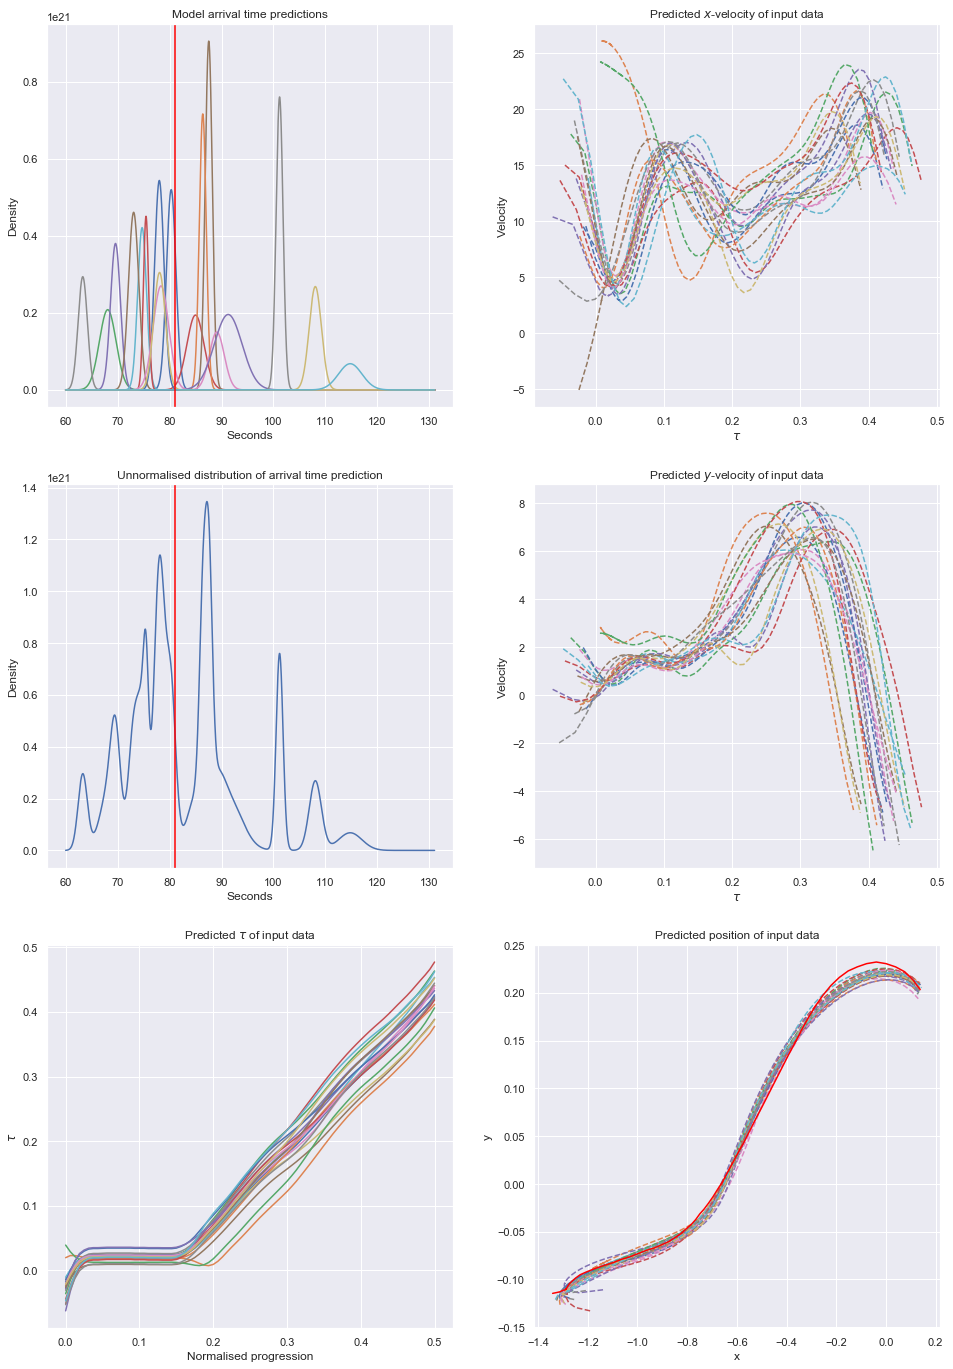 Model arrival time predictions
1e21
Density
0.8
0.6
0.4
0.2
0.0
60 70 80 90 100 110 120 130
Seconds
Predicted x-velocity of input data
Velocity
25
20
15
10
5
0
−5
0.0 0.1 0.2 0.3 0.4 0.5
τ
Unnormalised distribution of arrival time prediction
1e21
Density
1.4
1.2
1.0
0.8
0.6
0.4
0.2
0.0
60 70 80 90 100 110 120 130
Seconds
Predicted y-velocity of input data
Velocity
8
6
4
2
0
−2
−4
−6
0.0 0.1 0.2 0.3 0.4 0.5
τ
Predicted τ of input data
τ
0.5
0.4
0.3
0.2
0.1
0.0
0.0 0.1 0.2 0.3 0.4 0.5
Normalised progression
Predicted position of input data
y
0.25
0.20
0.15
0.10
0.05
0.00
−0.05
−0.10
−0.15
−1.4 −1.2 −1.0 −0.8 −0.6 −0.4 −0.2 0.0 0.2
x